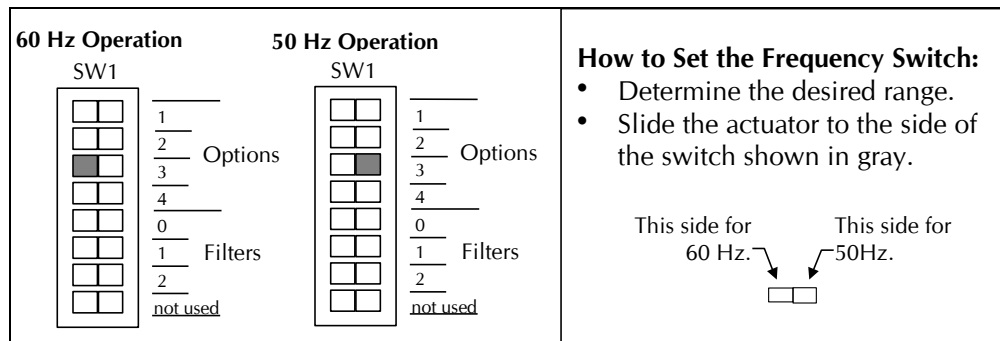 60 Hz Operation
SW1
1
2
Options
3
4
0
1
Filters
2
not used
50 Hz Operation
SW1
1
2
Options
3
4
0
1
Filters
2
not used
How to Set the Frequency Switch:
• Determine the desired range.
• Slide the actuator to the side of
the switch shown in gray.
This side for
60 Hz.
This side for
50Hz.